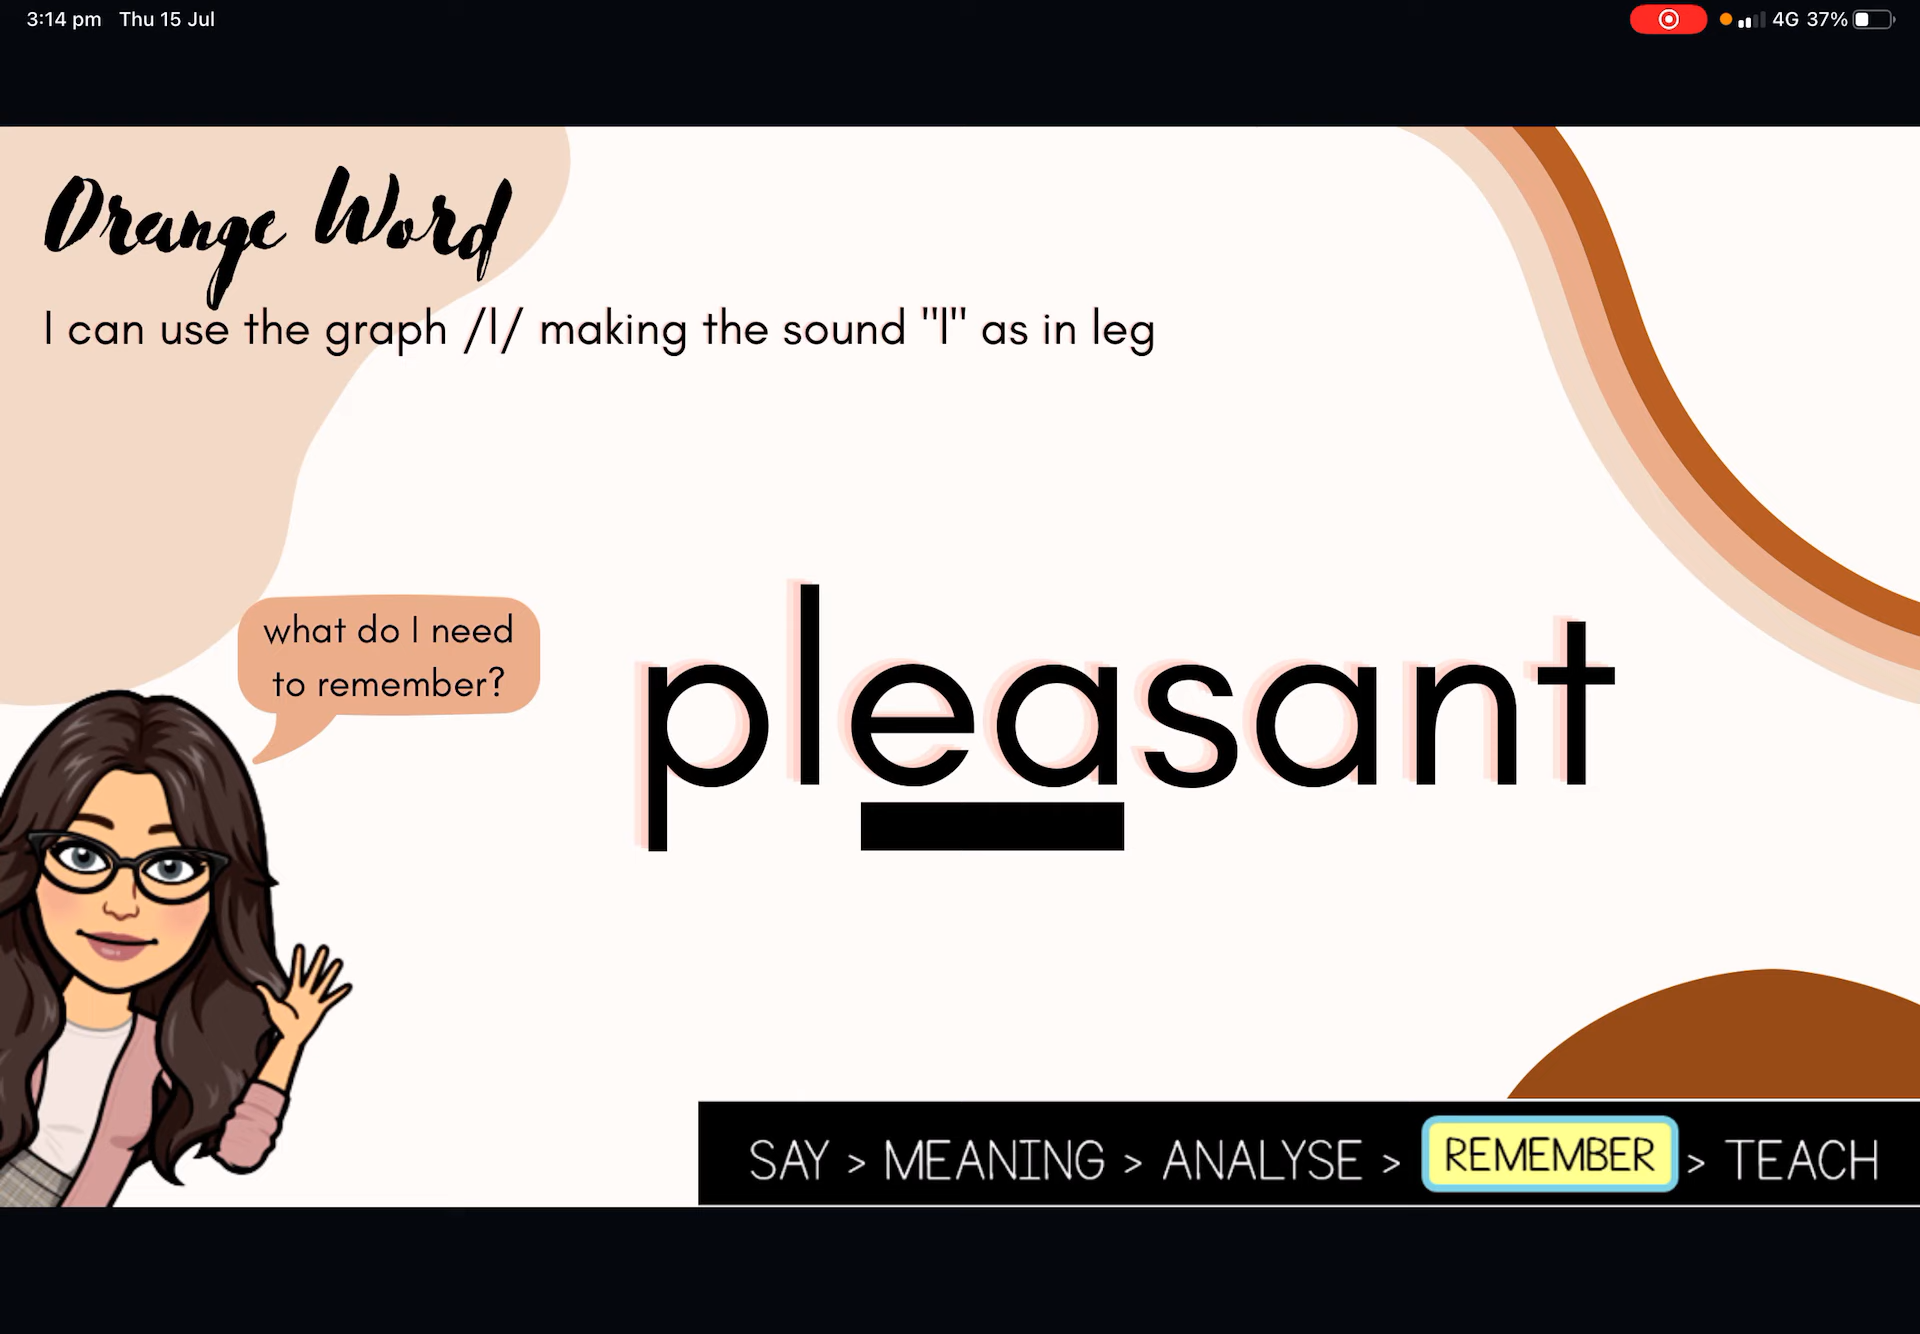 3:14 pm Thu 15 Jul
4G 37%
Orange Word
I can use the graph /l/ making the sound "l" as in leg
what do I need
to remember?
pleasant
SAY > MEANING > ANALYSE > REMEMBER > TEACH